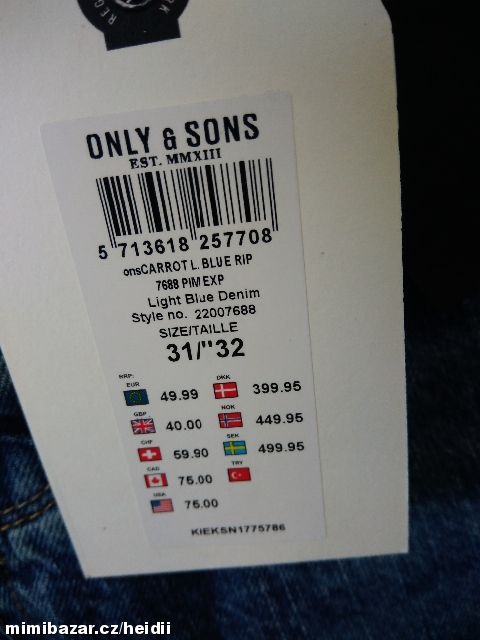 REG
RK
ONLY & SONS
EST. MMXIII
5 713618 257708
onsCARROT L. BLUE RIP
7688 PIM EXP
Light Blue Denim
Style no. 22007688
SIZE/TAILLE
31/"32
RRP:
EUR 49.99 DKK 399.95
GBP 40.00 NOK 449.95
CHF 59.90 SEK 499.95
CAD 75.00 TRY
USA 75.00
KIEKSN1775786
mimibazar.cz/heidii